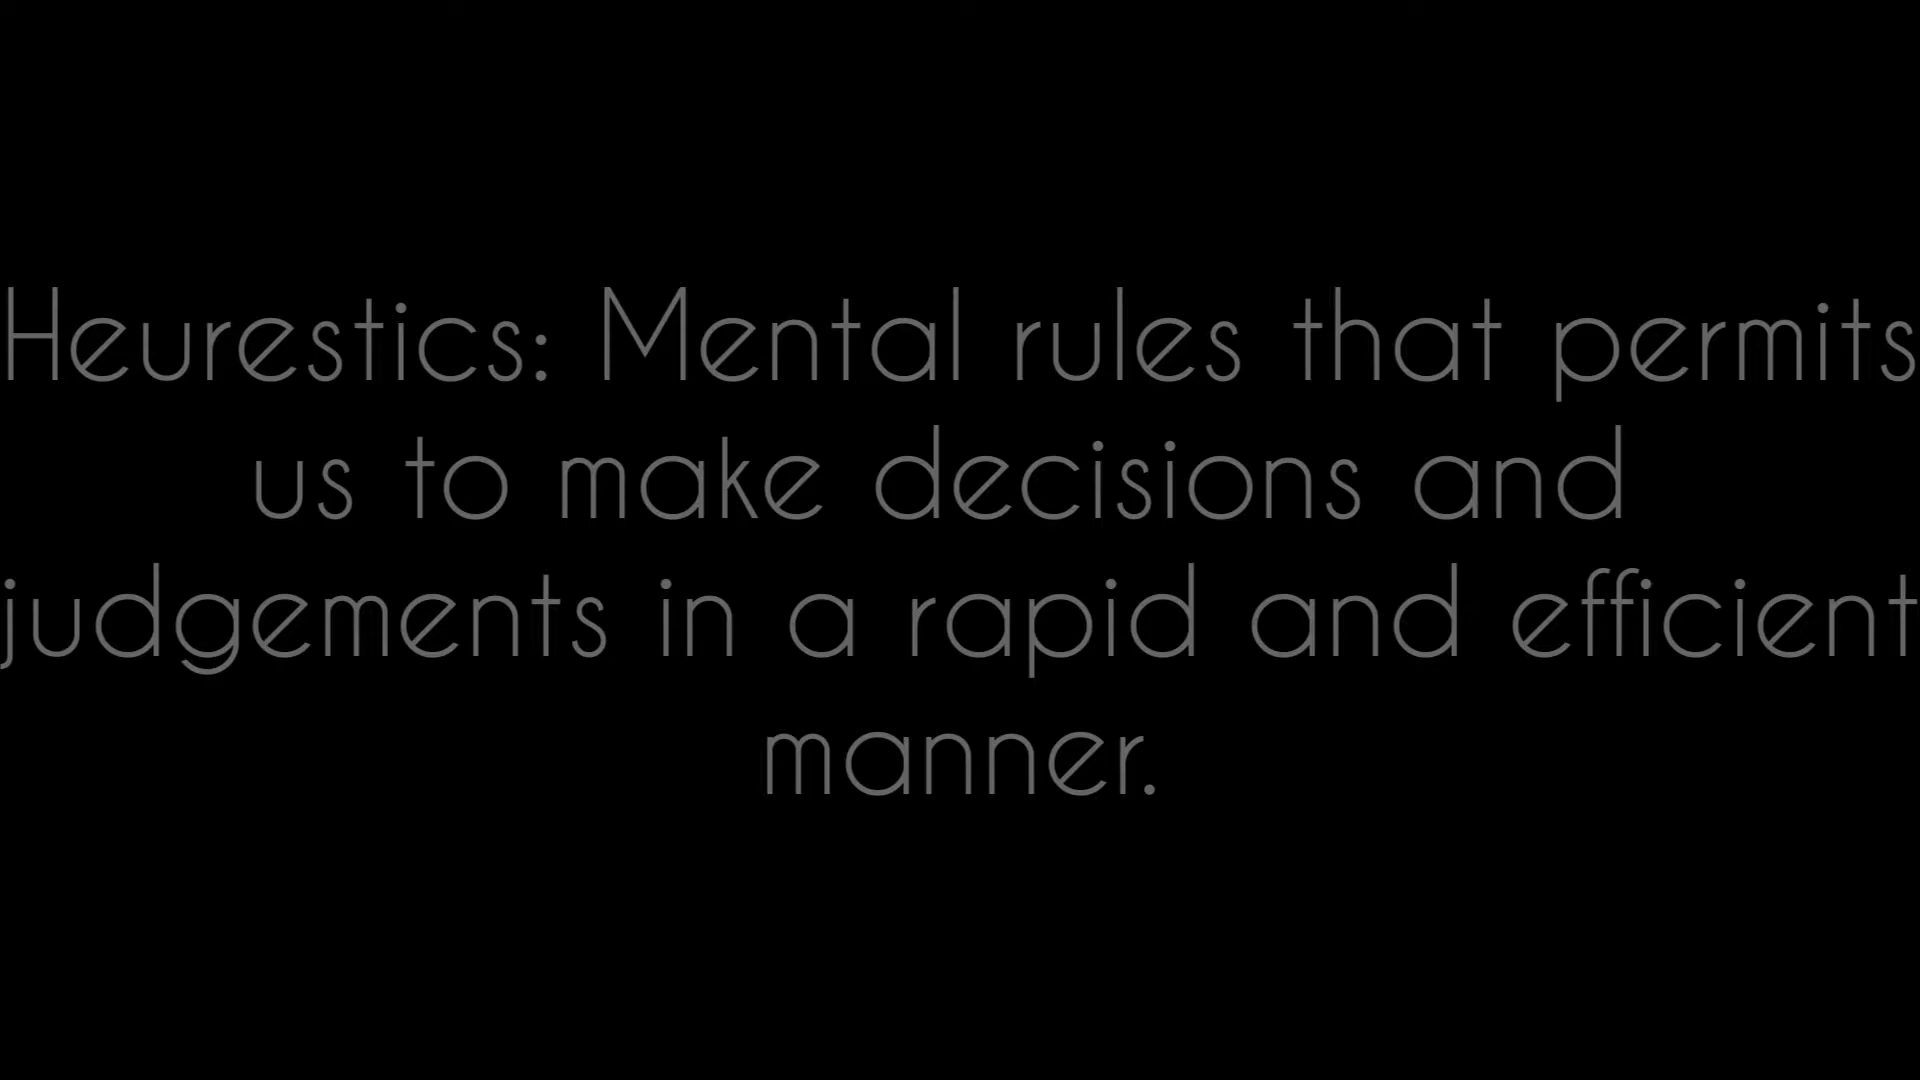 Heurestics: Mental rules that permits
us to make decisions and
judgements in a rapid and efficient
manner.